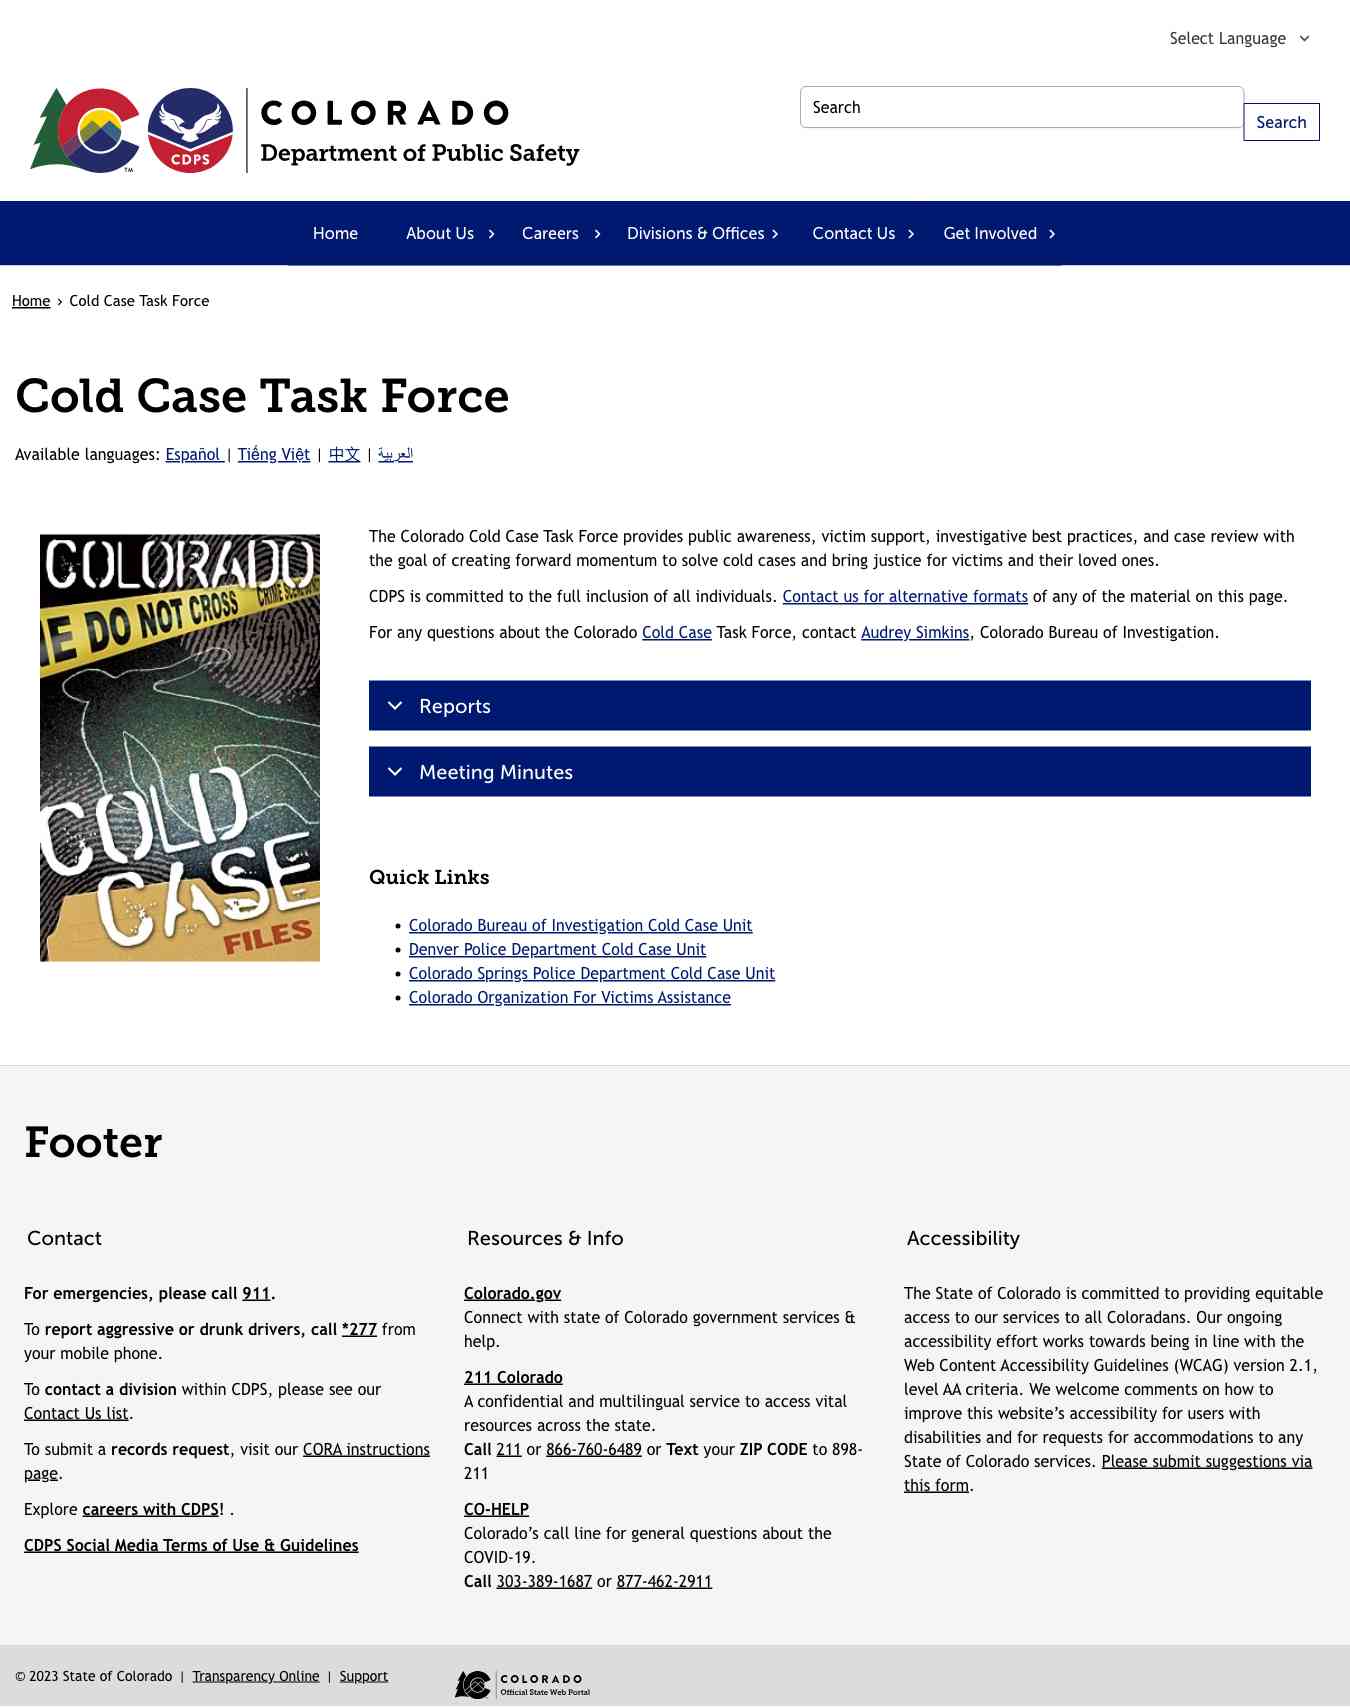 Select Language
COLORADO
Department of Public Safety
CDPS
TM
Search
Search
Home
About Us
Careers
Divisions & Offices
Contact Us
Get Involved
Home › Cold Case Task Force
Cold Case Task Force
Available languages: Español | Tiếng Việt | 中文 | العربية
COLORADO
E DO NOT CROSS
COLD
CASE
FILES
The Colorado Cold Case Task Force provides public awareness, victim support, investigative best practices, and case review with
the goal of creating forward momentum to solve cold cases and bring justice for victims and their loved ones.
CDPS is committed to the full inclusion of all individuals. Contact us for alternative formats of any of the material on this page.
For any questions about the Colorado Cold Case Task Force, contact Audrey Simkins, Colorado Bureau of Investigation.
Reports
Meeting Minutes
Quick Links
• Colorado Bureau of Investigation Cold Case Unit
• Denver Police Department Cold Case Unit
• Colorado Springs Police Department Cold Case Unit
• Colorado Organization For Victims Assistance
Footer
Contact
For emergencies, please call 911.
To report aggressive or drunk drivers, call *277 from
your mobile phone.
To contact a division within CDPS, please see our
Contact Us list.
To submit a records request, visit our CORA instructions
page.
Explore careers with CDPS! .
CDPS Social Media Terms of Use & Guidelines
Resources & Info
Colorado.gov
Connect with state of Colorado government services &
help.
211 Colorado
A confidential and multilingual service to access vital
resources across the state.
Call 211 or 866-760-6489 or Text your ZIP CODE to 898-
211
CO-HELP
Colorado’s call line for general questions about the
COVID-19.
Call 303-389-1687 or 877-462-2911
Accessibility
The State of Colorado is committed to providing equitable
access to our services to all Coloradans. Our ongoing
accessibility effort works towards being in line with the
Web Content Accessibility Guidelines (WCAG) version 2.1,
level AA criteria. We welcome comments on how to
improve this website’s accessibility for users with
disabilities and for requests for accommodations to any
State of Colorado services. Please submit suggestions via
this form.
© 2023 State of Colorado | Transparency Online | Support
COLORADO
Official State Web Portal